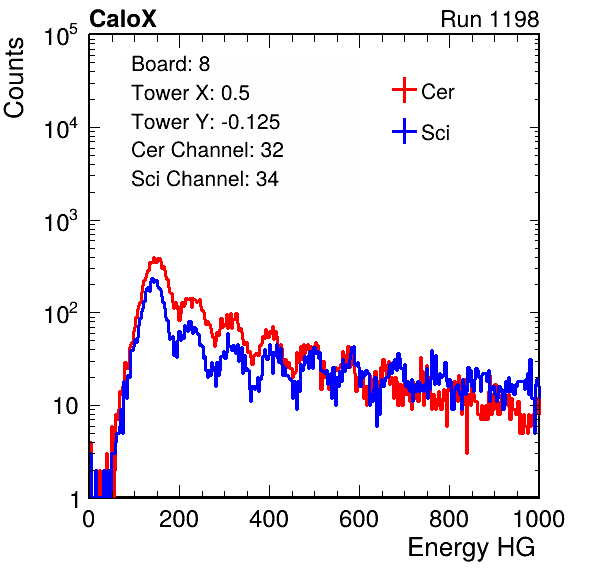 CaloX Run 1198
Counts
10^5
10^4
10^3
10^2
10
1
Board: 8
Tower X: 0.5
Tower Y: -0.125
Cer Channel: 32
Sci Channel: 34
Cer
Sci
0 200 400 600 800 1000
Energy HG